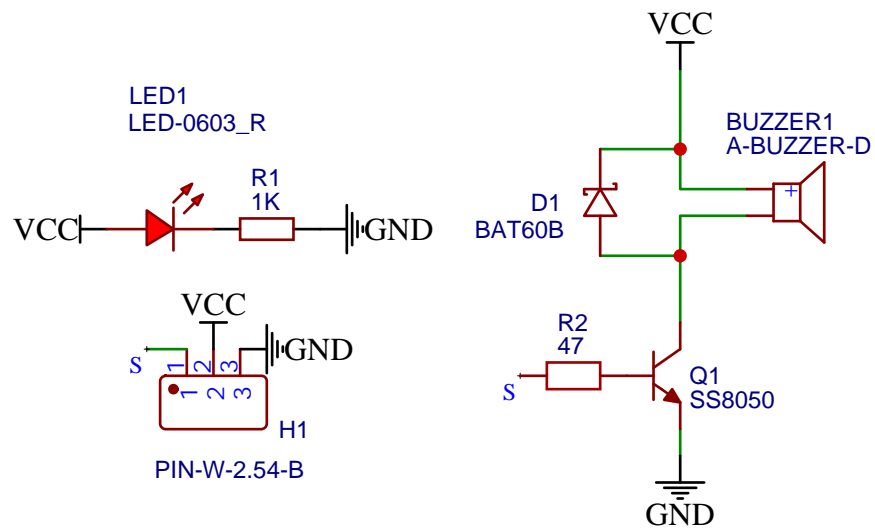 VCC
LED1
LED-0603_R
BUZZER1
A-BUZZER-D
+
R1
1K
D1
BAT60B
VCC
GND
VCC
GND
S
1
2
3
1
2
3
H1
PIN-W-2.54-B
R2
47
S
Q1
SS8050
GND